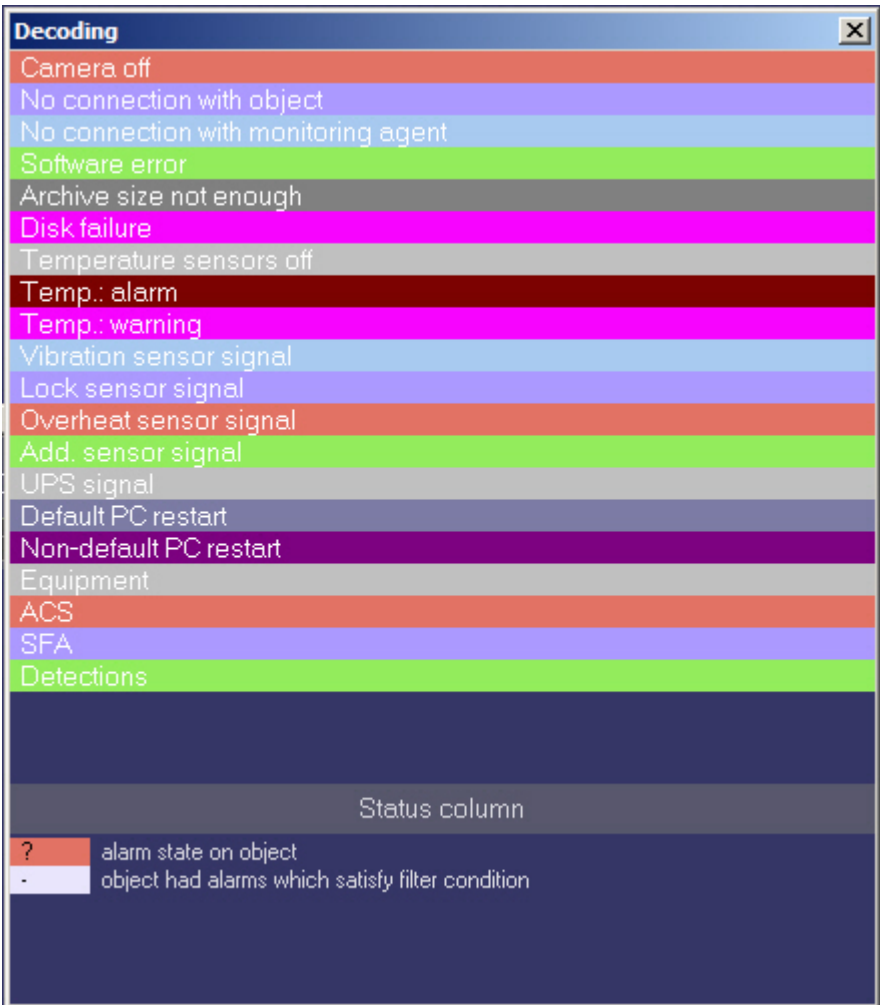 Decoding
Camera off
No connection with object
No connection with monitoring agent
Software error
Archive size not enough
Disk failure
Temperature sensors off
Temp.: alarm
Temp.: warning
Vibration sensor signal
Lock sensor signal
Overheat sensor signal
Add. sensor signal
UPS signal
Default PC restart
Non-default PC restart
Equipment
ACS
SFA
Detections
Status column
? alarm state on object
- object had alarms which satisfy filter condition